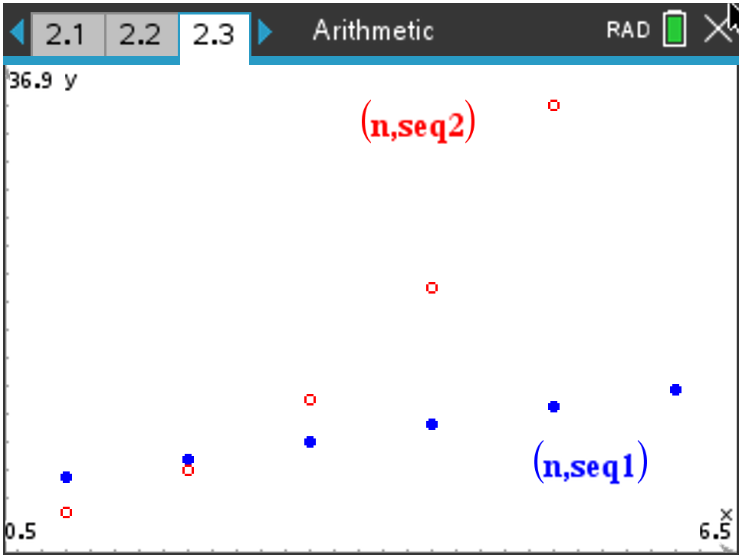 2.1 2.2 2.3 Arithmetic RAD
36.9 y
(n,seq2)
(n,seq1)
x
0.5 6.5